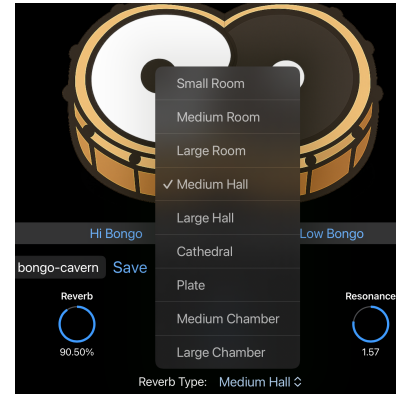 Small Room
Medium Room
Large Room
✓ Medium Hall
Large Hall
Cathedral
Plate
Medium Chamber
Large Chamber
Hi Bongo
Low Bongo
bongo-cavern Save
Reverb
90.50%
Resonance
1.57
Reverb Type: Medium Hall